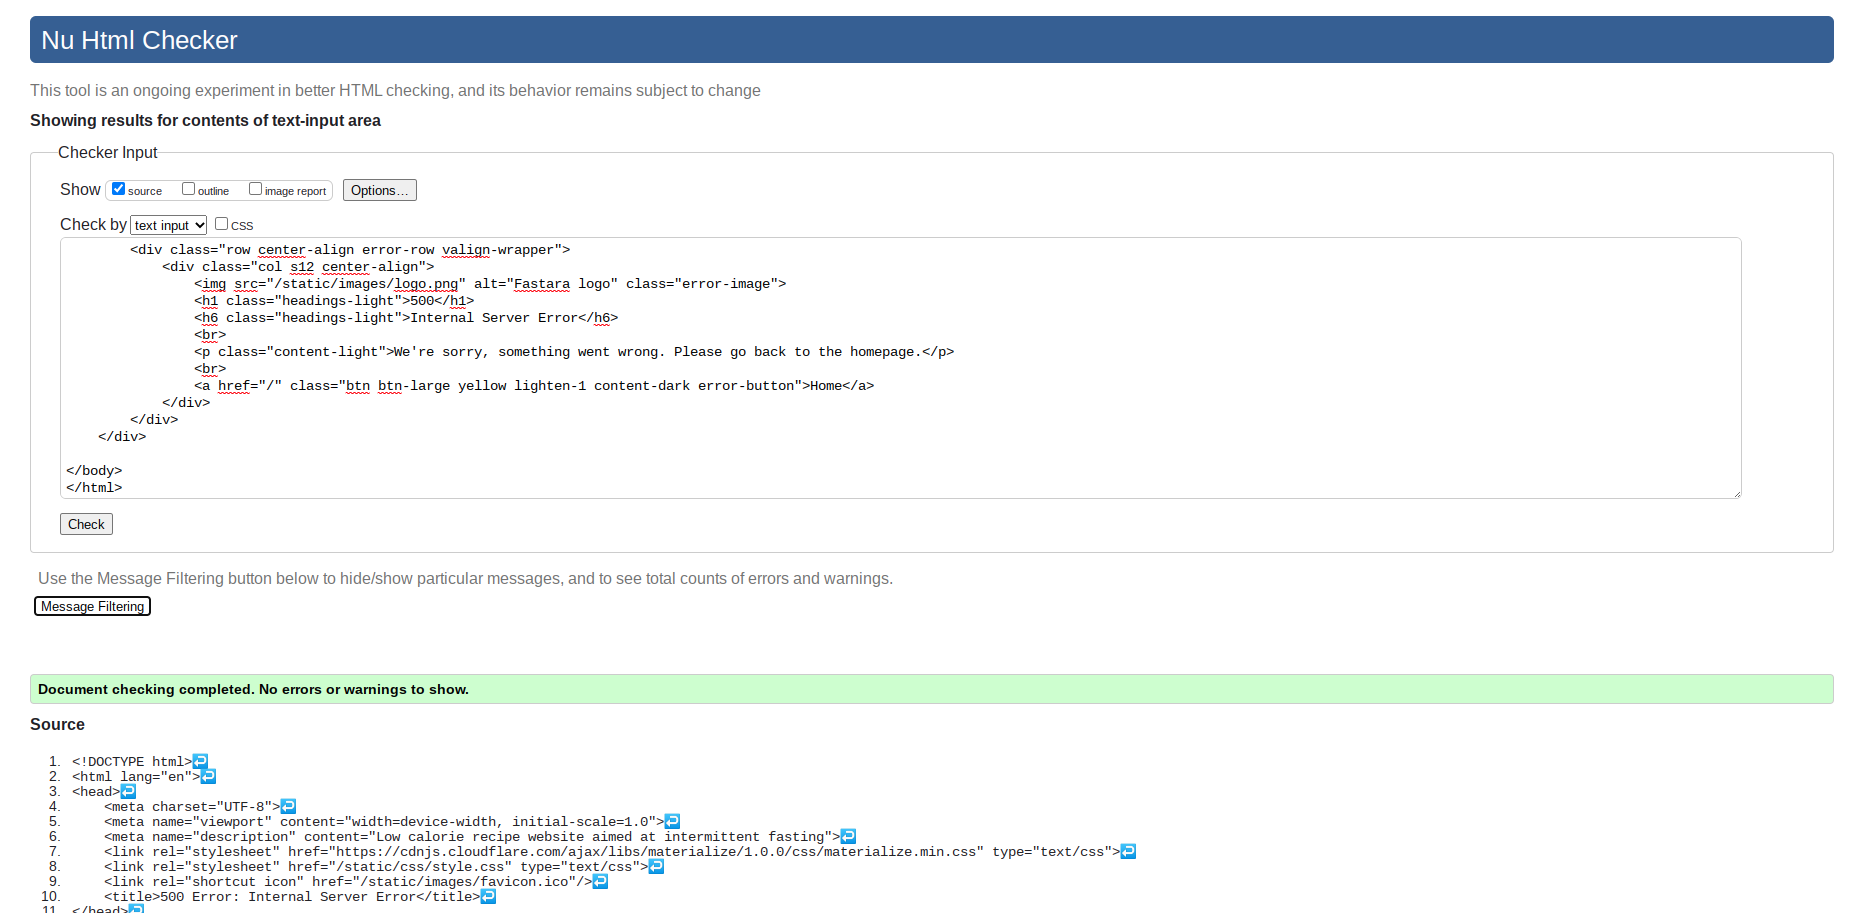 Nu Html Checker
This tool is an ongoing experiment in better HTML checking, and its behavior remains subject to change
Showing results for contents of text-input area
Checker Input
Show source outline image report Options...
Check by text input CSS
<div class="row center-align error-row valign-wrapper">
<div class="col s12 center-align">
<img src="/static/images/logo.png" alt="Fastara logo" class="error-image">
<h1 class="headings-light">500</h1>
<h6 class="headings-light">Internal Server Error</h6>
<br>
<p class="content-light">We're sorry, something went wrong. Please go back to the homepage.</p>
<br>
<a href="/" class="btn btn-large yellow lighten-1 content-dark error-button">Home</a>
</div>
</div>
</div>
</body>
</html>
Check
Use the Message Filtering button below to hide/show particular messages, and to see total counts of errors and warnings.
Message Filtering
Document checking completed. No errors or warnings to show.
Source
1. <!DOCTYPE html>↩
2. <html lang="en">↩
3. <head>↩
4. <meta charset="UTF-8">↩
5. <meta name="viewport" content="width=device-width, initial-scale=1.0">↩
6. <meta name="description" content="Low calorie recipe website aimed at intermittent fasting">↩
7. <link rel="stylesheet" href="https://cdnjs.cloudflare.com/ajax/libs/materialize/1.0.0/css/materialize.min.css" type="text/css">↩
8. <link rel="stylesheet" href="/static/css/style.css" type="text/css">↩
9. <link rel="shortcut icon" href="/static/images/favicon.ico"/>↩
10. <title>500 Error: Internal Server Error</title>↩
11. </head>↩